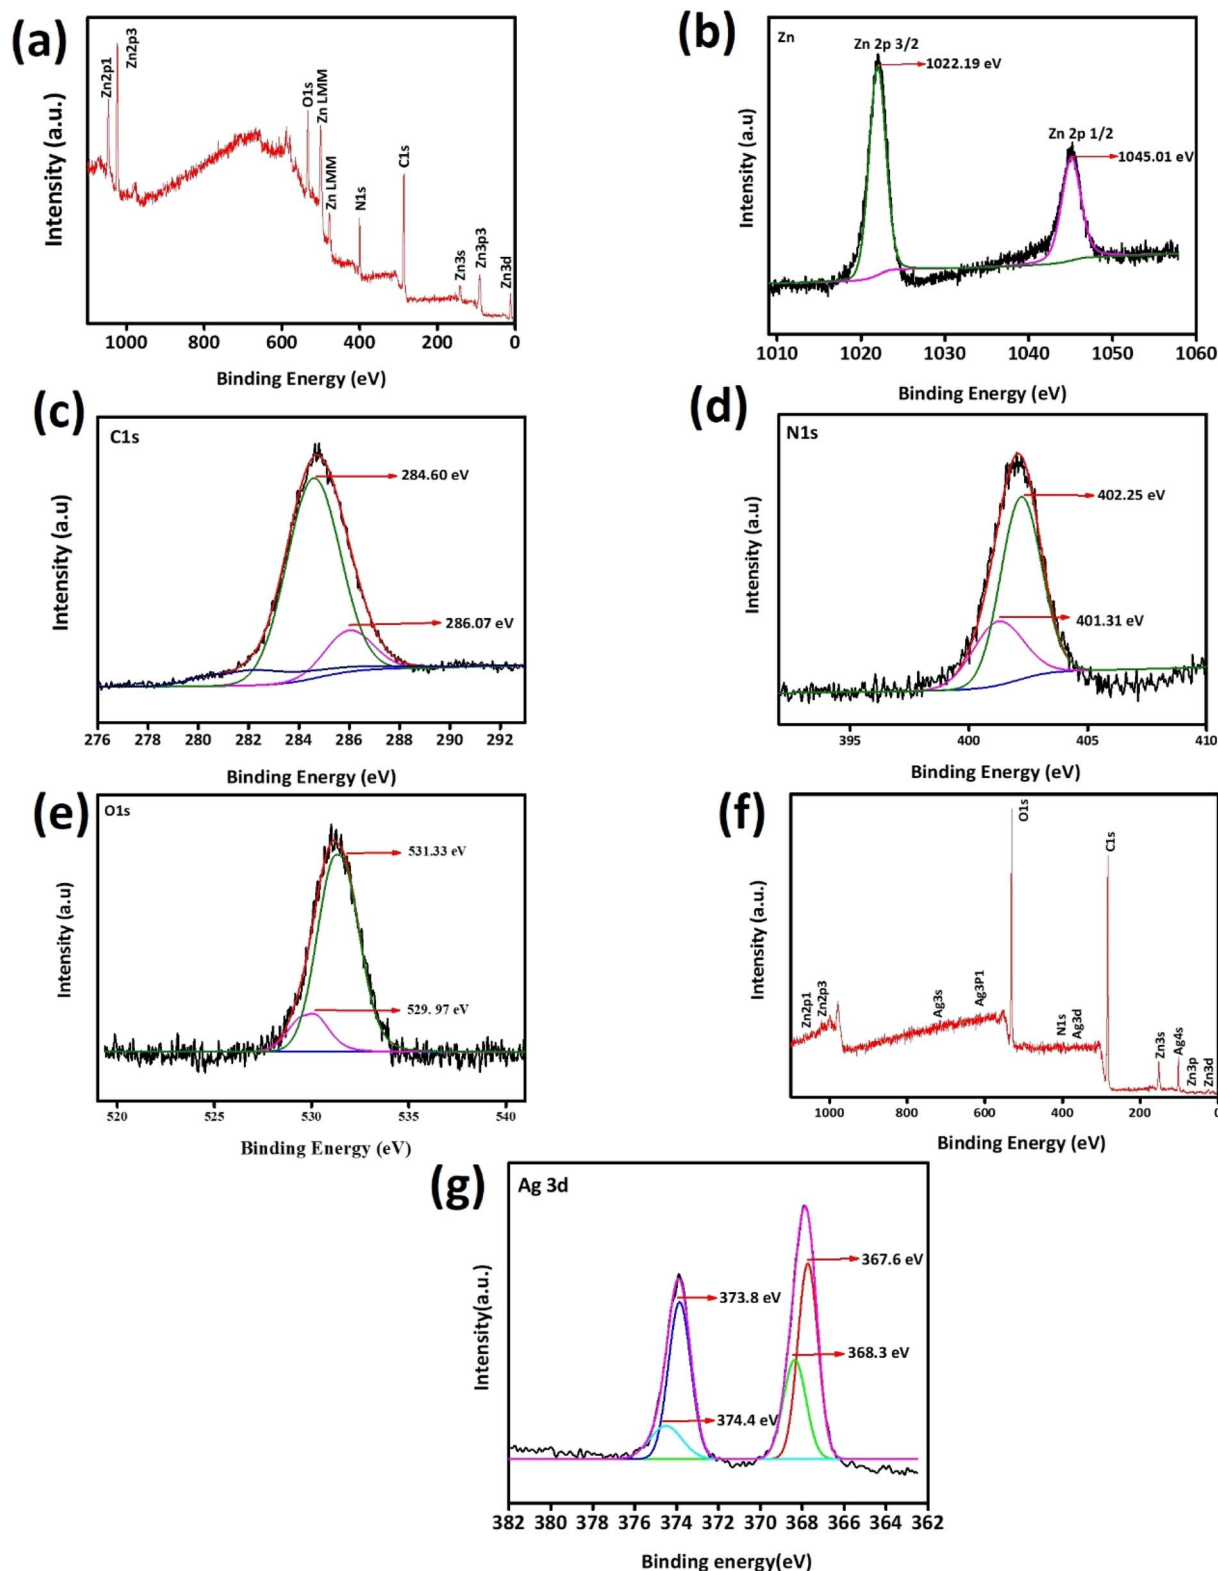 (a)
Zn2p1
Zn2p3
O1s
Zn LMM
Zn LMM
N1s
C1s
Zn3s
Zn3p3
Zn3d
Intensity (a.u.)
1000 800 600 400 200 0
Binding Energy (eV)
(b)
Zn
Zn 2p 3/2
1022.19 eV
Zn 2p 1/2
1045.01 eV
Intensity (a.u)
1010 1020 1030 1040 1050 1060
Binding Energy (eV)
(c)
C1s
284.60 eV
286.07 eV
Intensity (a.u)
276 278 280 282 284 286 288 290 292
Binding Energy (eV)
(d)
N1s
402.25 eV
401.31 eV
Intensity (a.u)
395 400 405 410
Binding Energy (eV)
(e)
O1s
531.33 eV
529. 97 eV
Intensity (a.u)
520 525 530 535 540
Binding Energy (eV)
(f)
Zn2p1
Zn2p3
Ag3s
Ag3P1
O1s
N1s
Ag3d
C1s
Zn3s
Ag4s
Zn3p
Zn3d
Intensity (a.u.)
1000 800 600 400 200 0
Binding Energy (eV)
(g)
Ag 3d
367.6 eV
373.8 eV
368.3 eV
374.4 eV
Intensity(a.u.)
382 380 378 376 374 372 370 368 366 364 362
Binding energy(eV)